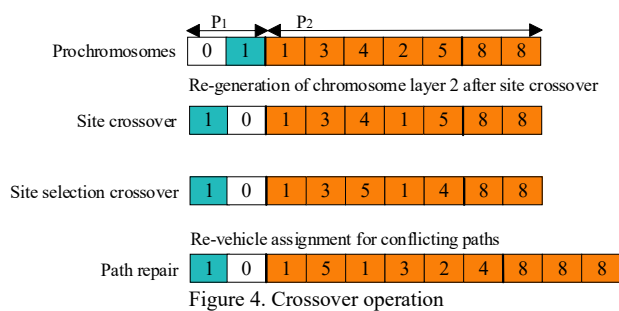 P1 P2
Prochromosomes 0 1 1 3 4 2 5 8 8
Re-generation of chromosome layer 2 after site crossover
Site crossover 1 0 1 3 4 1 5 8 8
Site selection crossover 1 0 1 3 5 1 4 8 8
Re-vehicle assignment for conflicting paths
Path repair 1 0 1 5 1 3 2 4 8 8 8
Figure 4. Crossover operation